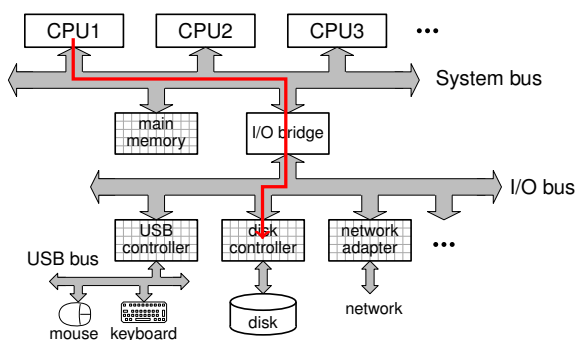 CPU1 CPU2 CPU3 •••
System bus
main
memory
I/O bridge
I/O bus
USB
controller
disk
controller
network
adapter
•••
USB bus
mouse
keyboard
disk
network